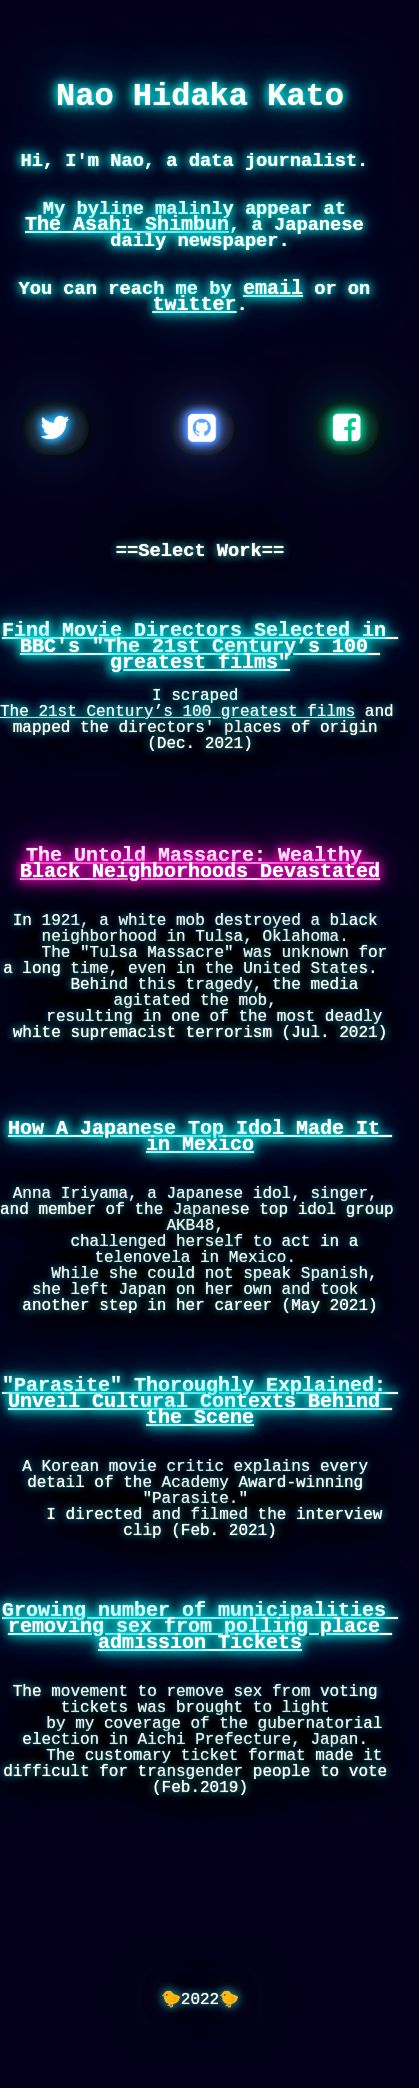 Nao Hidaka Kato
Hi, I'm Nao, a data journalist.
My byline malinly appear at
The Asahi Shimbun, a Japanese
daily newspaper.
You can reach me by email or on
twitter.
==Select Work==
Find Movie Directors Selected in
BBC's "The 21st Century’s 100
greatest films"
I scraped
The 21st Century’s 100 greatest films and
mapped the directors' places of origin
(Dec. 2021)
The Untold Massacre: Wealthy
Black Neighborhoods Devastated
In 1921, a white mob destroyed a black
neighborhood in Tulsa, Oklahoma.
The "Tulsa Massacre" was unknown for
a long time, even in the United States.
Behind this tragedy, the media
agitated the mob,
resulting in one of the most deadly
white supremacist terrorism (Jul. 2021)
How A Japanese Top Idol Made It
in Mexico
Anna Iriyama, a Japanese idol, singer,
and member of the Japanese top idol group
AKB48,
challenged herself to act in a
telenovela in Mexico.
While she could not speak Spanish,
she left Japan on her own and took
another step in her career (May 2021)
"Parasite" Thoroughly Explained:
Unveil Cultural Contexts Behind
the Scene
A Korean movie critic explains every
detail of the Academy Award-winning
"Parasite."
I directed and filmed the interview
clip (Feb. 2021)
Growing number of municipalities
removing sex from polling place
admission Tickets
The movement to remove sex from voting
tickets was brought to light
by my coverage of the gubernatorial
election in Aichi Prefecture, Japan.
The customary ticket format made it
difficult for transgender people to vote
(Feb.2019)
🐤2022🐤